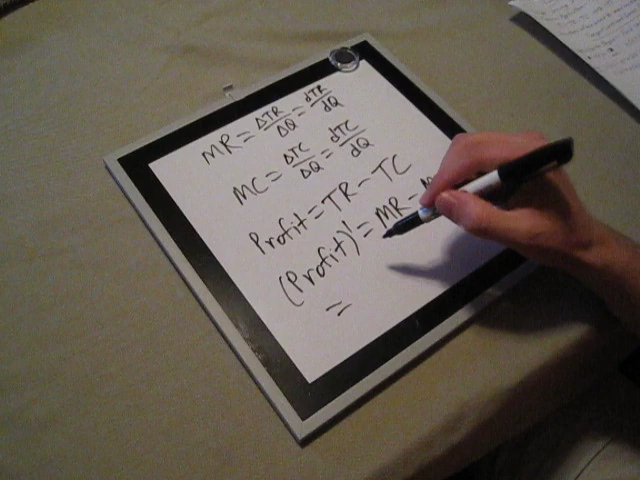 MR = ΔTR/ΔQ = dTR/dQ
MC = ΔTC/ΔQ = dTC/dQ
Profit = TR - TC
(Profit)' = MR -
=